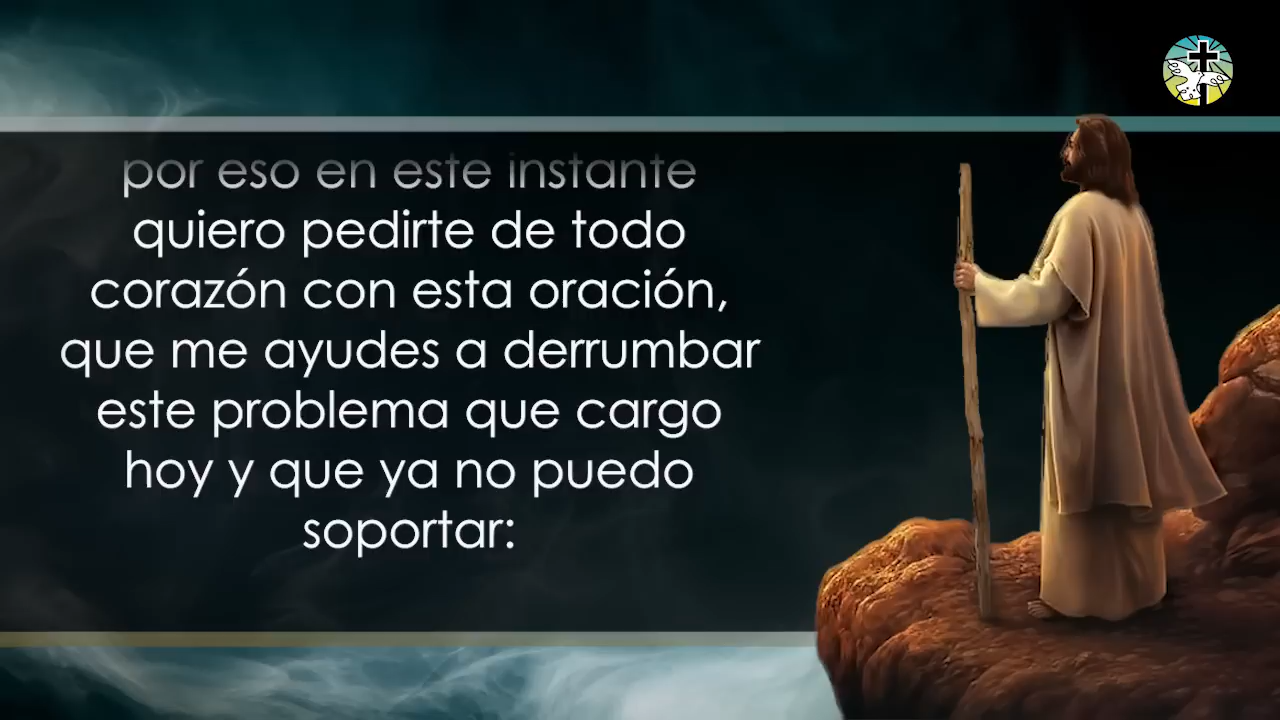 por eso en este instante
quiero pedirte de todo
corazón con esta oración,
que me ayudes a derrumbar
este problema que cargo
hoy y que ya no puedo
soportar: